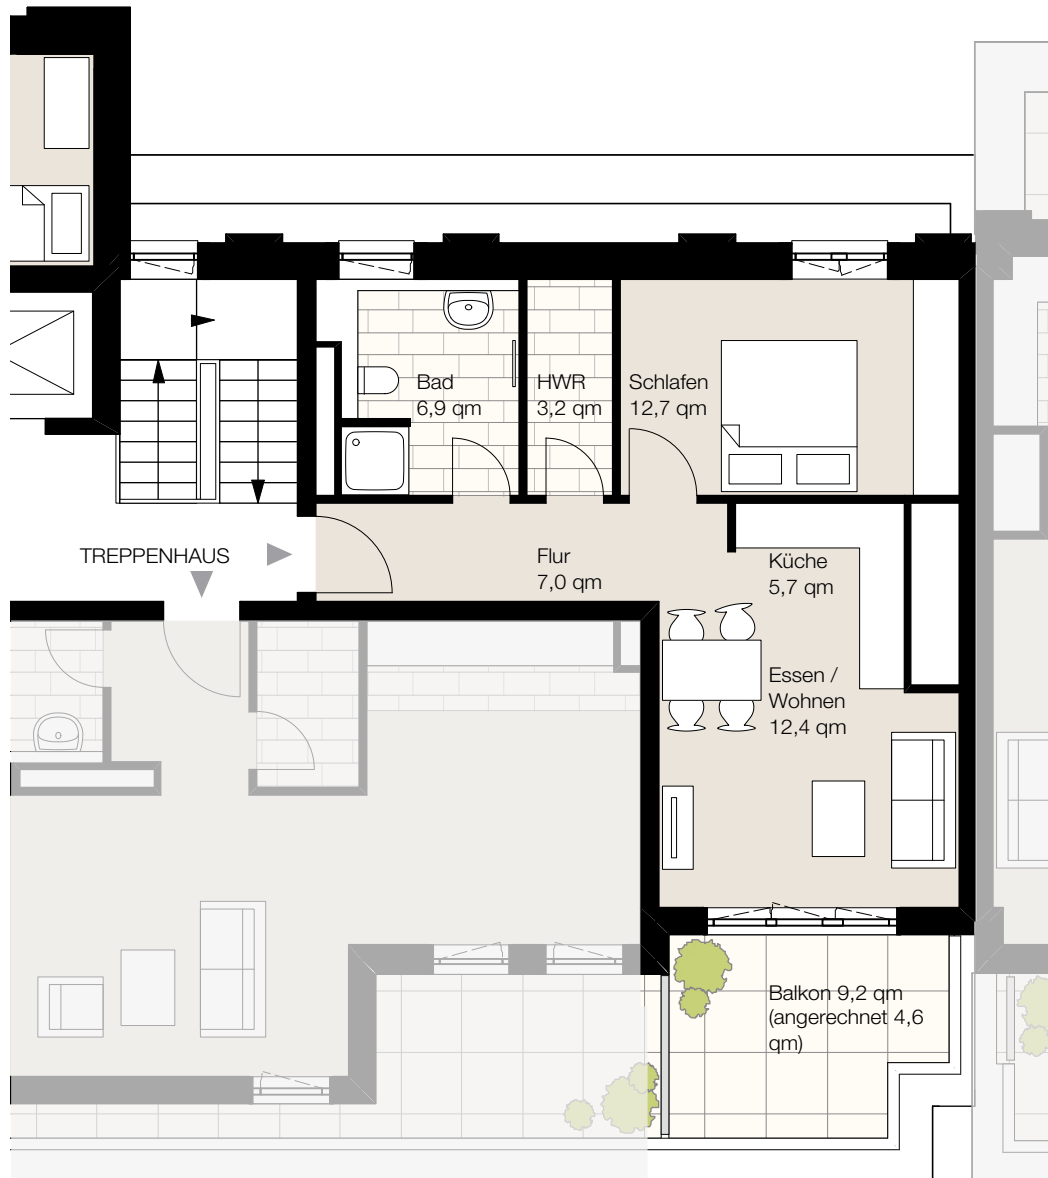 Bad
6,9 qm
HWR
3,2 qm
Schlafen
12,7 qm
TREPPENHAUS
Flur
7,0 qm
Küche
5,7 qm
Essen /
Wohnen
12,4 qm
Balkon 9,2 qm
(angerechnet 4,6
qm)